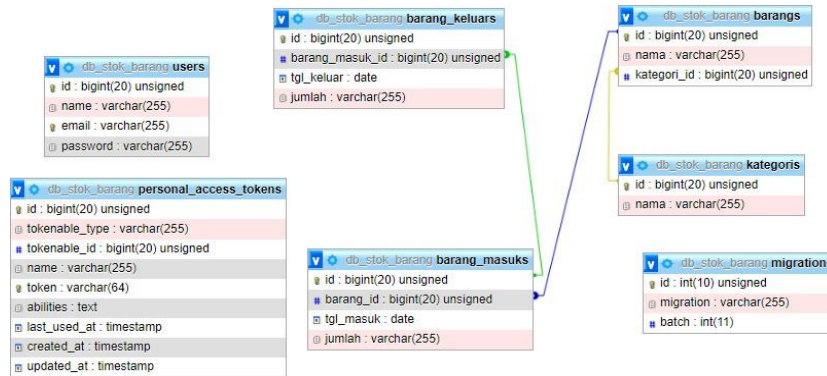 db_stok_barang barang_keluars
id : bigint(20) unsigned
barang_masuk_id : bigint(20) unsigned
tgl_keluar : date
jumlah : varchar(255)
db_stok_barang barangs
id : bigint(20) unsigned
nama : varchar(255)
kategori_id : bigint(20) unsigned
db_stok_barang users
id : bigint(20) unsigned
name : varchar(255)
email : varchar(255)
password : varchar(255)
db_stok_barang kategoris
id : bigint(20) unsigned
nama : varchar(255)
db_stok_barang personal_access_tokens
id : bigint(20) unsigned
tokenable_type : varchar(255)
tokenable_id : bigint(20) unsigned
name : varchar(255)
token : varchar(64)
abilities : text
last_used_at : timestamp
created_at : timestamp
updated_at : timestamp
db_stok_barang barang_masuks
id : bigint(20) unsigned
barang_id : bigint(20) unsigned
tgl_masuk : date
jumlah : varchar(255)
db_stok_barang migration
id : int(10) unsigned
migration : varchar(255)
batch : int(11)